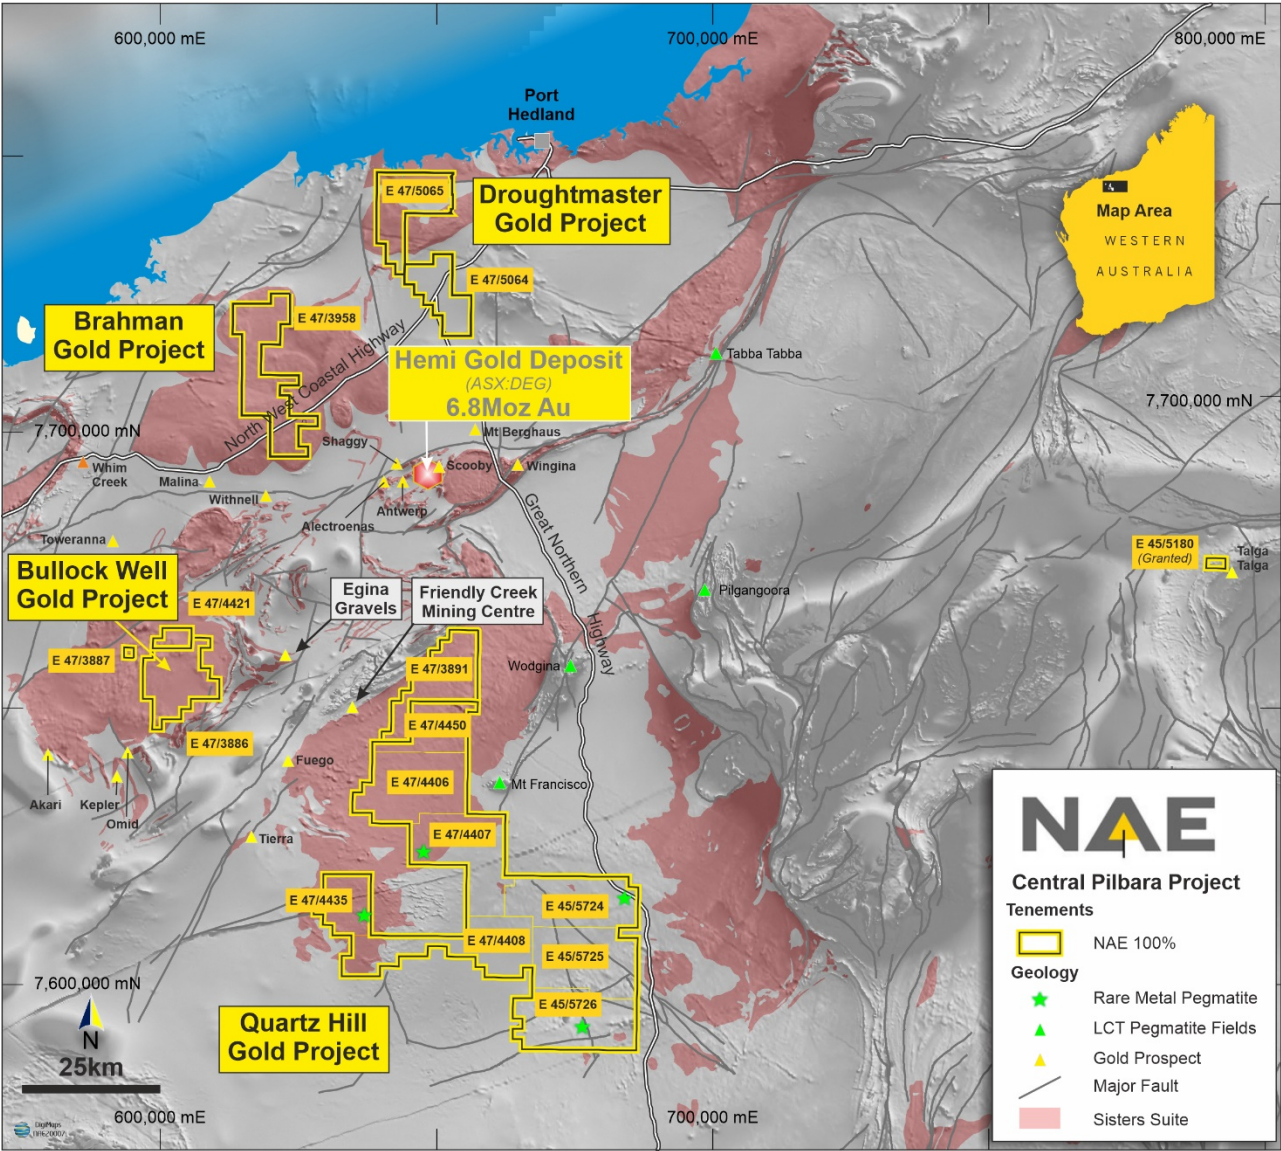 600,000 mE
700,000 mE
800,000 mE
Port
Hedland
E 47/5065
Droughtmaster
Gold Project
E 47/5064
Map Area
WESTERN
AUSTRALIA
Brahman
Gold Project
E 47/3958
North West Coastal Highway
Hemi Gold Deposit
(ASX:DEG)
6.8Moz Au
Tabba Tabba
7,700,000 mN
7,700,000 mN
Mt Berghaus
Shaggy
Scooby
Wingina
Whim
Creek
Malina
Withnell
Antwerp
Alectroenas
Toweranna
Great Northern
Highway
E 45/5180
(Granted)
Talga
Talga
Bullock Well
Gold Project
E 47/4421
Egina
Gravels
Friendly Creek
Mining Centre
Pilgangoora
E 47/3887
E 47/3891
Wodgina
E 47/4450
E 47/3886
Fuego
E 47/4406
Mt Francisco
Akari
Kepler
Omid
Tierra
E 47/4407
E 47/4435
E 45/5724
E 47/4408
E 45/5725
E 45/5726
7,600,000 mN
N
25km
Quartz Hill
Gold Project
600,000 mE
700,000 mE
DigiMaps
NAE
Central Pilbara Project
Tenements
NAE 100%
Geology
Rare Metal Pegmatite
LCT Pegmatite Fields
Gold Prospect
Major Fault
Sisters Suite